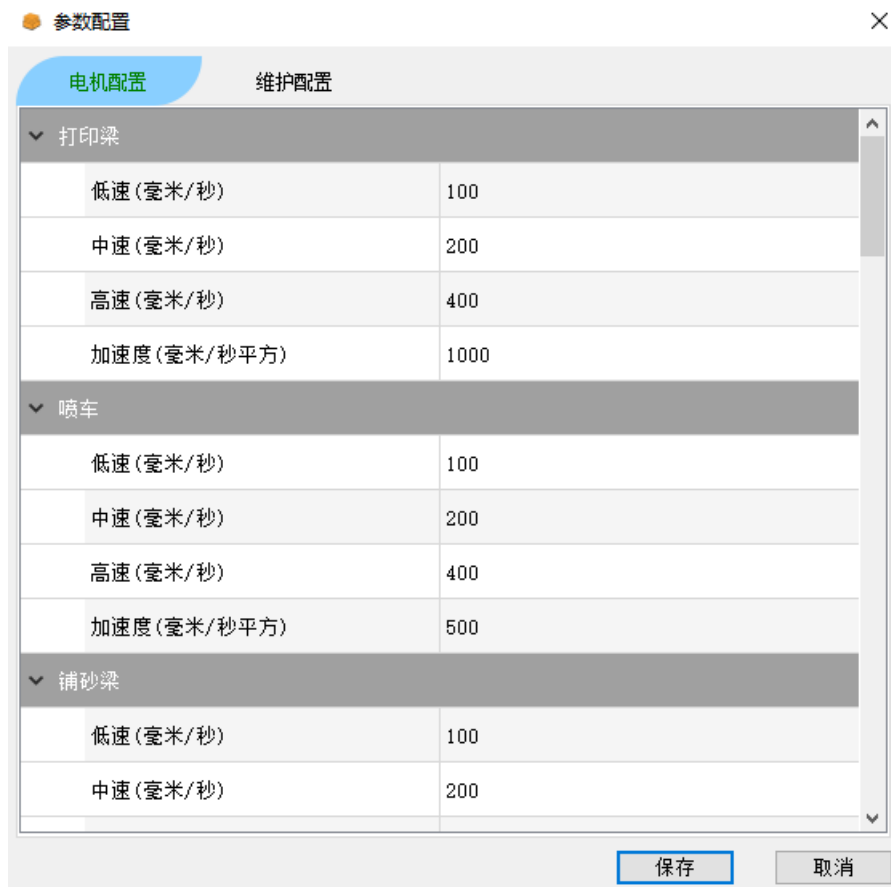 参数配置
电机配置 维护配置
打印梁
低速(毫米/秒) 100
中速(毫米/秒) 200
高速(毫米/秒) 400
加速度(毫米/秒平方) 1000
喷车
低速(毫米/秒) 100
中速(毫米/秒) 200
高速(毫米/秒) 400
加速度(毫米/秒平方) 500
铺砂梁
低速(毫米/秒) 100
中速(毫米/秒) 200
保存 取消